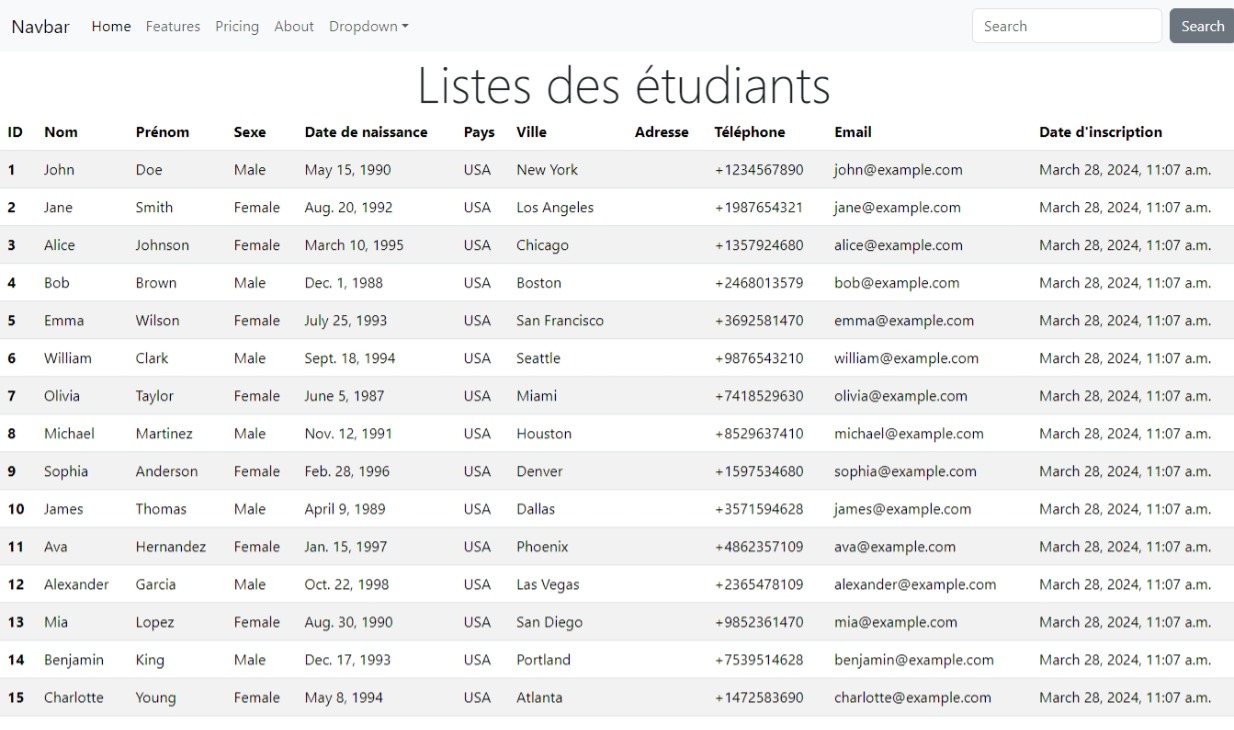 Navbar Home Features Pricing About Dropdown Search Search
Listes des étudiants
ID Nom Prénom Sexe Date de naissance Pays Ville Adresse Téléphone Email Date d'inscription
1 John Doe Male May 15, 1990 USA New York +1234567890 john@example.com March 28, 2024, 11:07 a.m.
2 Jane Smith Female Aug. 20, 1992 USA Los Angeles +1987654321 jane@example.com March 28, 2024, 11:07 a.m.
3 Alice Johnson Female March 10, 1995 USA Chicago +1357924680 alice@example.com March 28, 2024, 11:07 a.m.
4 Bob Brown Male Dec. 1, 1988 USA Boston +2468013579 bob@example.com March 28, 2024, 11:07 a.m.
5 Emma Wilson Female July 25, 1993 USA San Francisco +3692581470 emma@example.com March 28, 2024, 11:07 a.m.
6 William Clark Male Sept. 18, 1994 USA Seattle +9876543210 william@example.com March 28, 2024, 11:07 a.m.
7 Olivia Taylor Female June 5, 1987 USA Miami +7418529630 olivia@example.com March 28, 2024, 11:07 a.m.
8 Michael Martinez Male Nov. 12, 1991 USA Houston +8529637410 michael@example.com March 28, 2024, 11:07 a.m.
9 Sophia Anderson Female Feb. 28, 1996 USA Denver +1597534680 sophia@example.com March 28, 2024, 11:07 a.m.
10 James Thomas Male April 9, 1989 USA Dallas +3571594628 james@example.com March 28, 2024, 11:07 a.m.
11 Ava Hernandez Female Jan. 15, 1997 USA Phoenix +4862357109 ava@example.com March 28, 2024, 11:07 a.m.
12 Alexander Garcia Male Oct. 22, 1998 USA Las Vegas +2365478109 alexander@example.com March 28, 2024, 11:07 a.m.
13 Mia Lopez Female Aug. 30, 1990 USA San Diego +9852361470 mia@example.com March 28, 2024, 11:07 a.m.
14 Benjamin King Male Dec. 17, 1993 USA Portland +7539514628 benjamin@example.com March 28, 2024, 11:07 a.m.
15 Charlotte Young Female May 8, 1994 USA Atlanta +1472583690 charlotte@example.com March 28, 2024, 11:07 a.m.